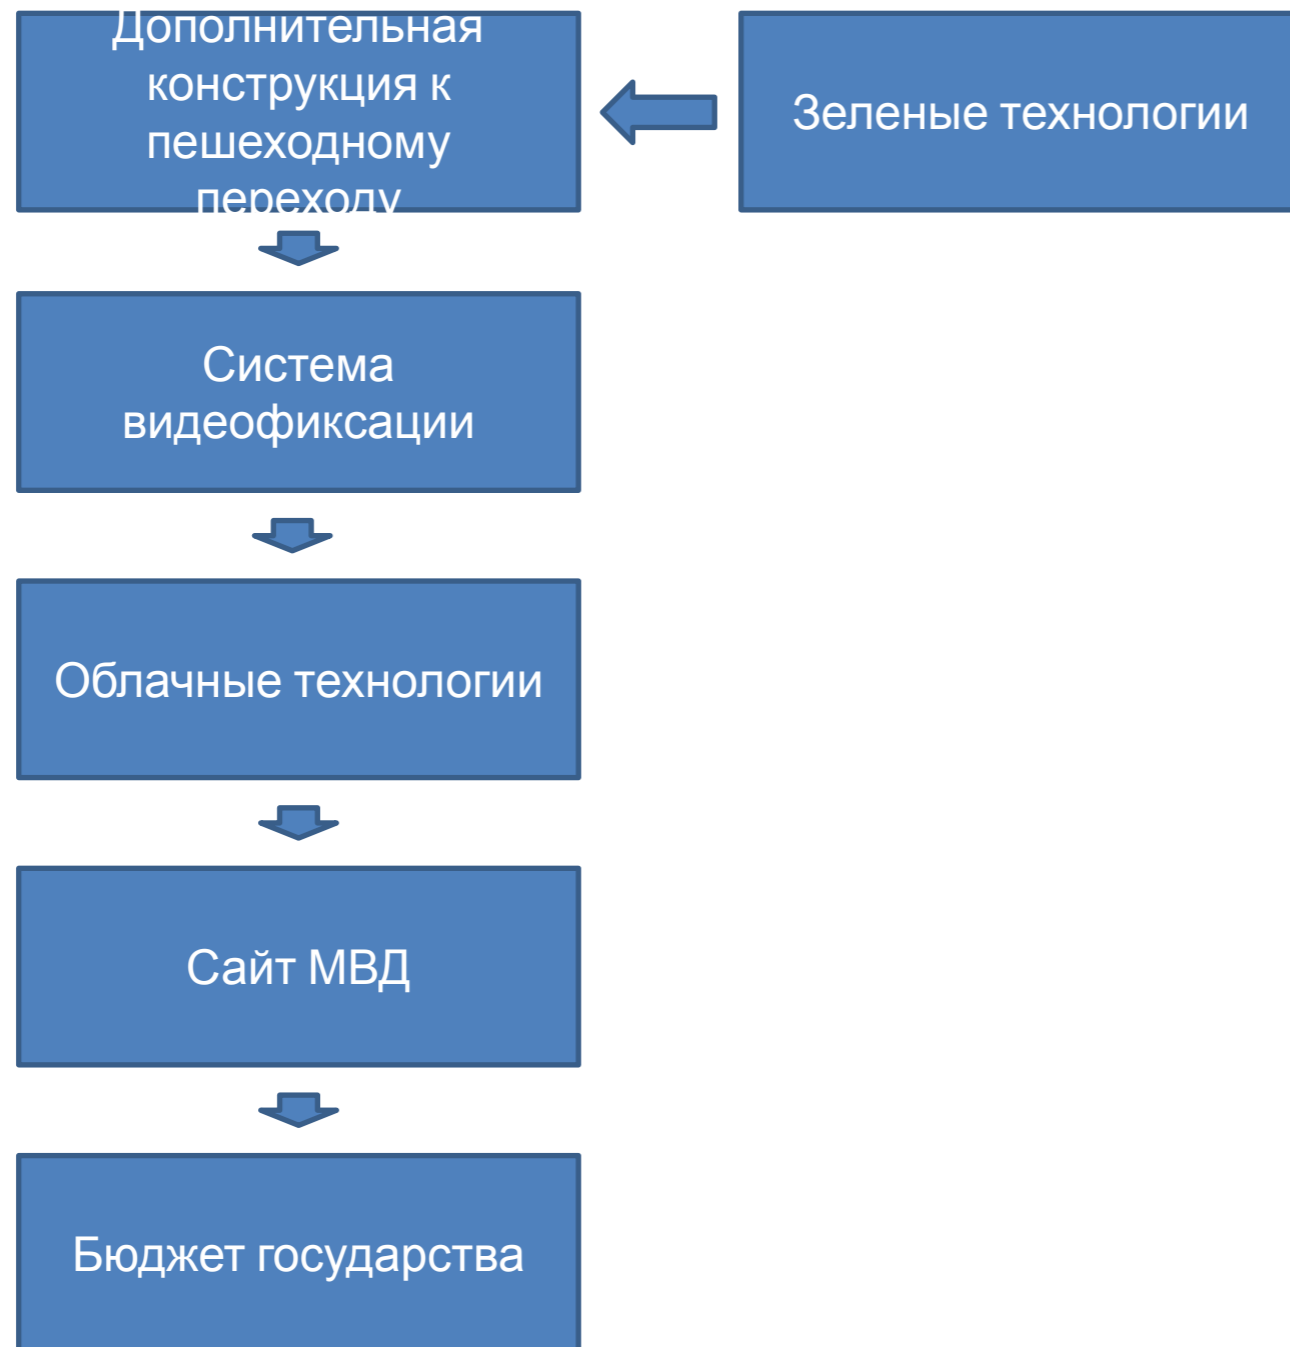 Дополнительная
конструкция к
пешеходному
переходу
Зеленые технологии
Система
видеофиксации
Облачные технологии
Сайт МВД
Бюджет государства